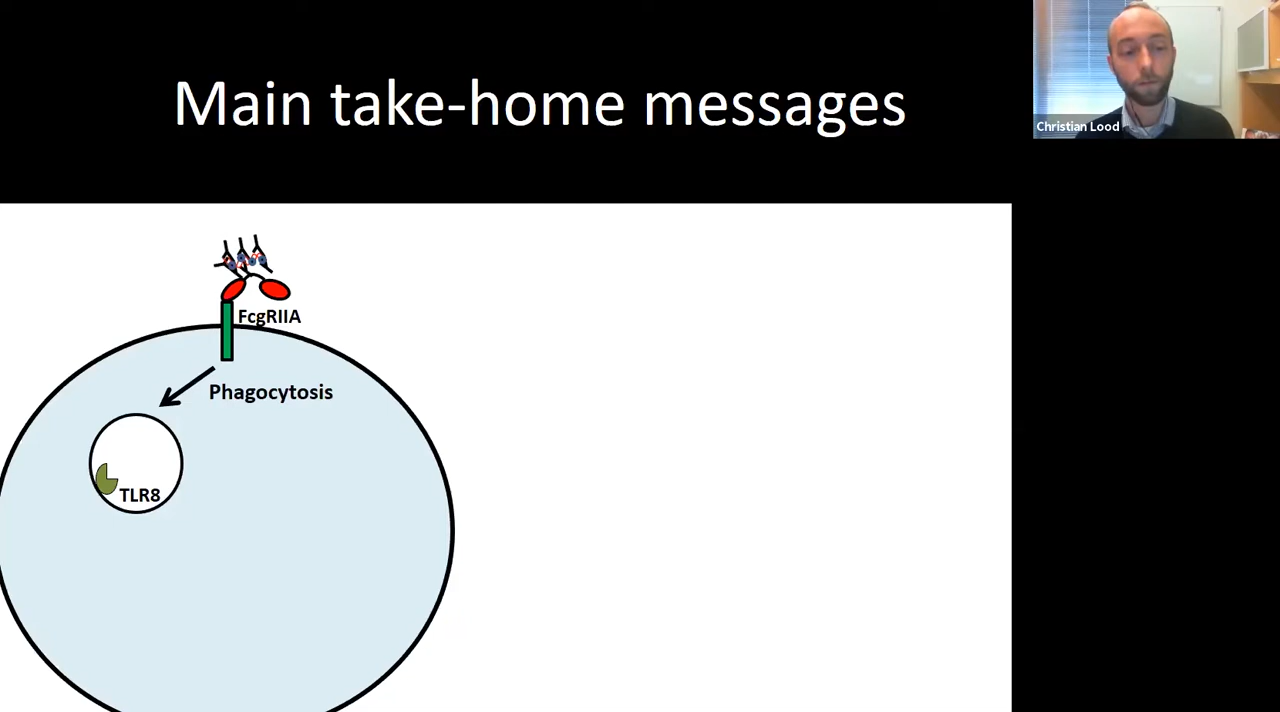 Main take-home messages
Christian Lood
FcgRIIA
Phagocytosis
TLR8